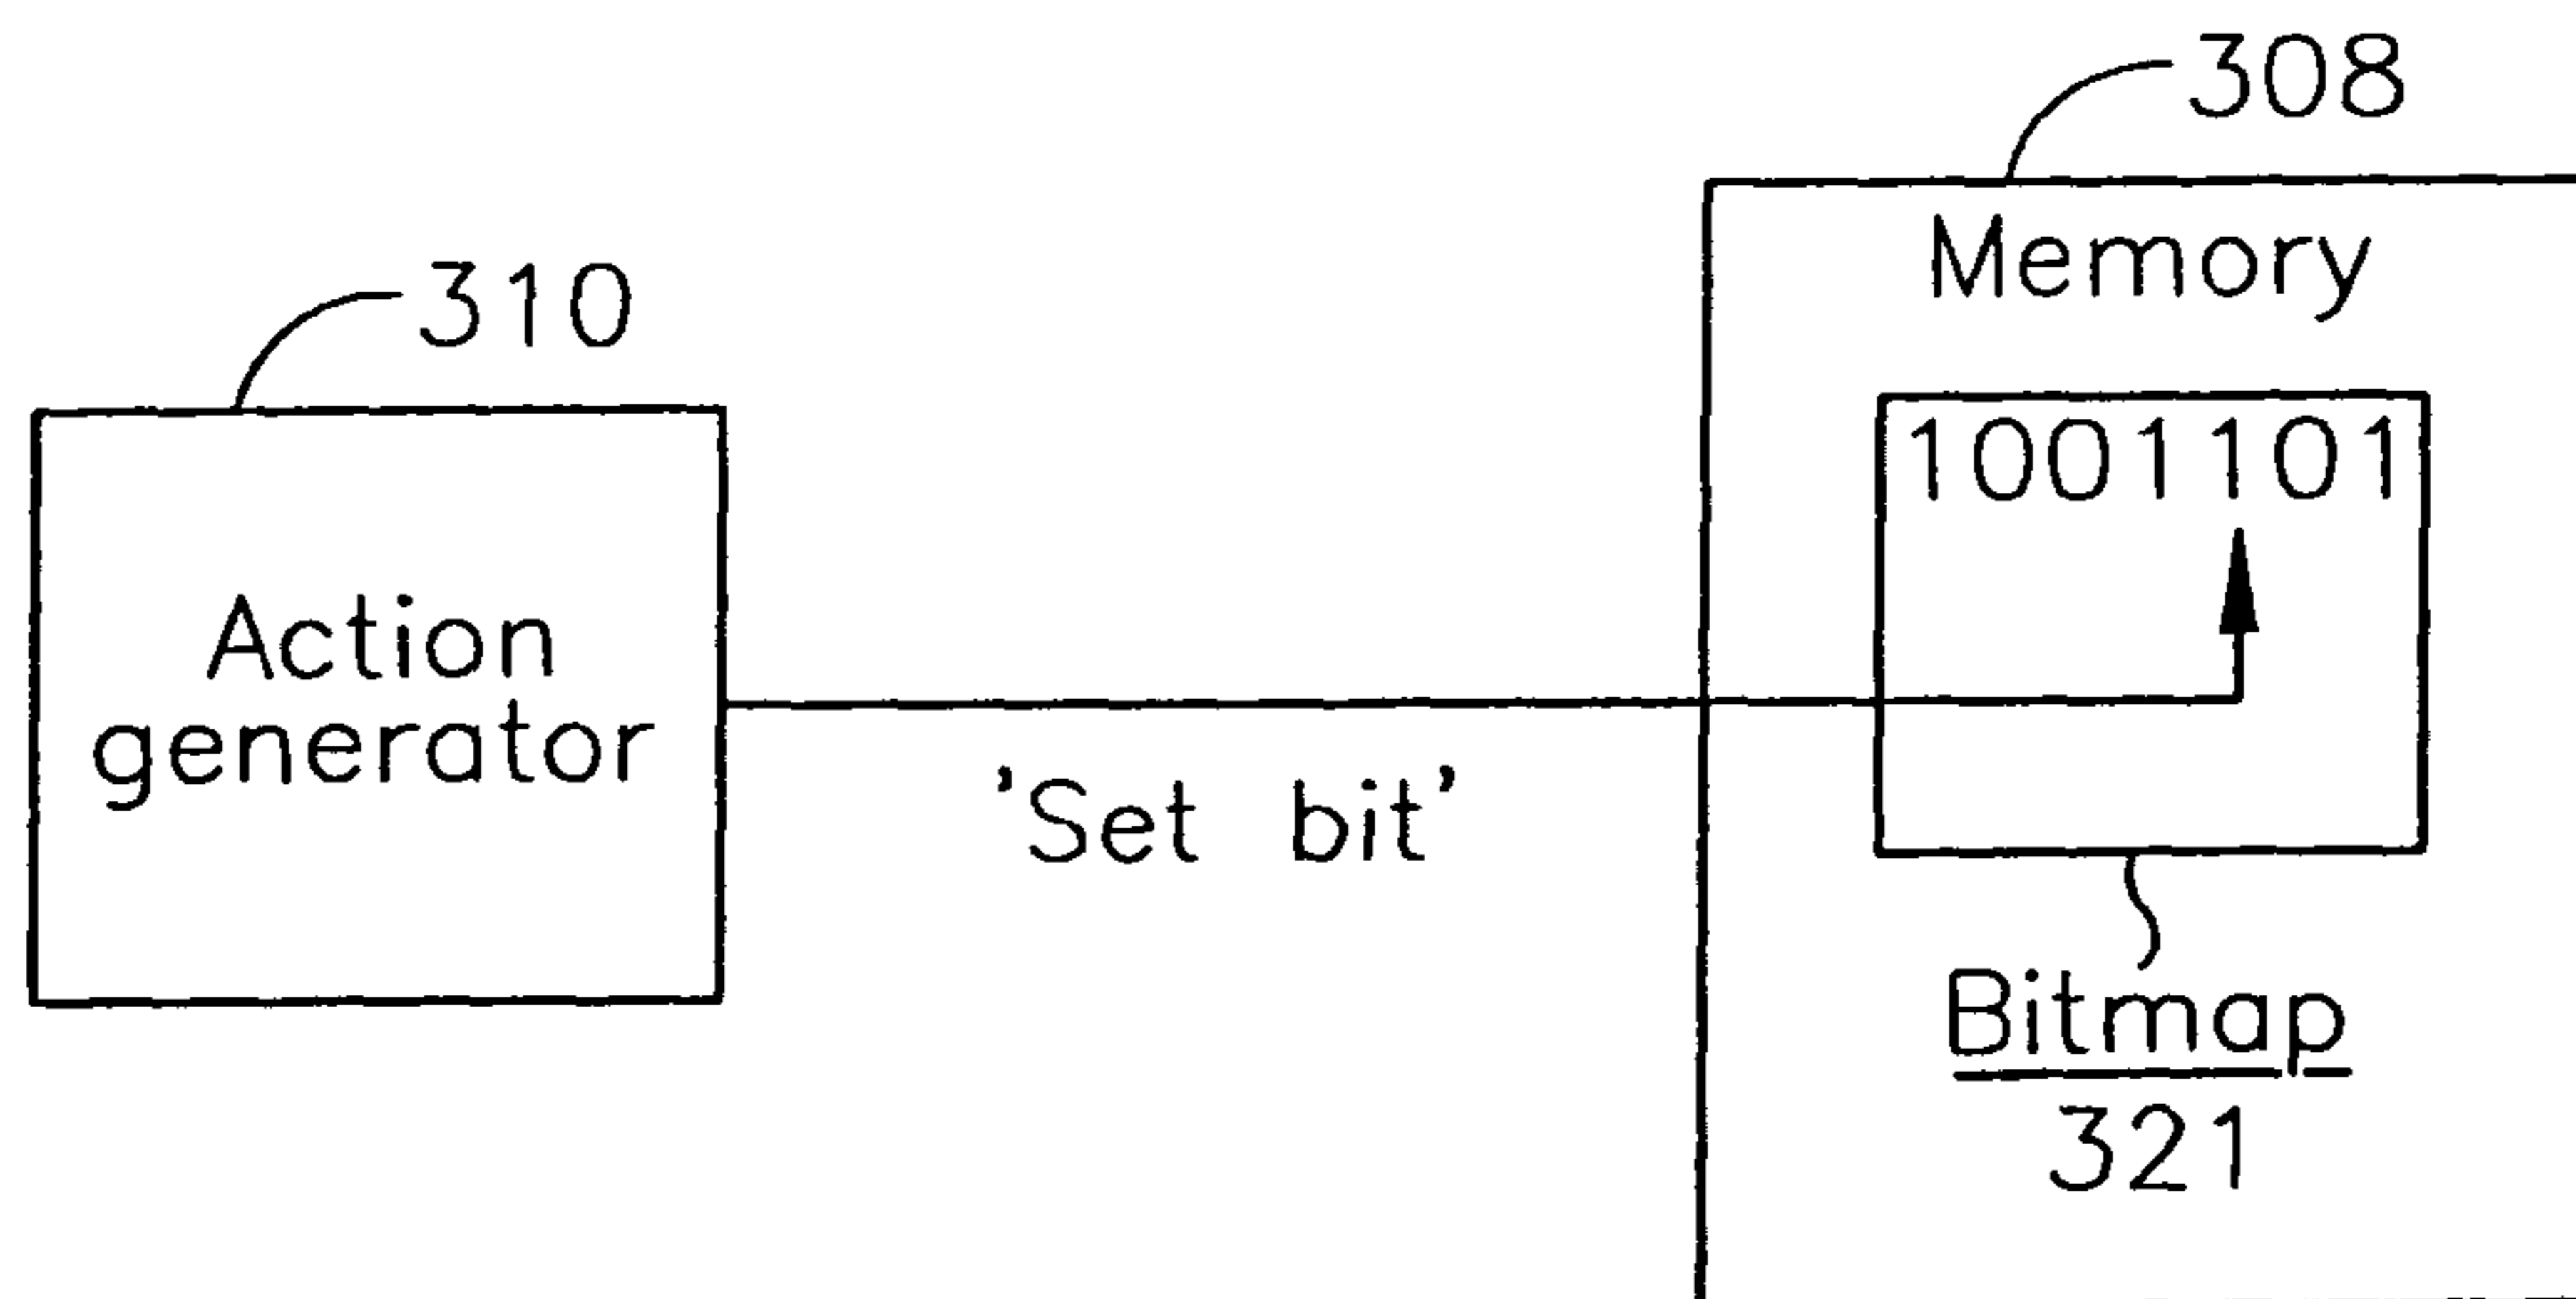 308
Memory
310
1001101
Action
generator
'Set bit'
Bitmap
321